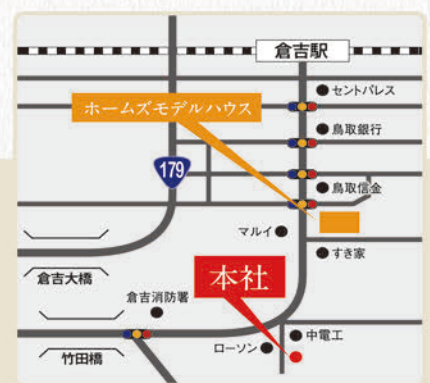 倉吉駅
セントパレス
ホームズモデルハウス
鳥取銀行
179
鳥取信金
マルイ
すき家
本社
倉吉大橋
倉吉消防署
中電工
ローソン
竹田橋